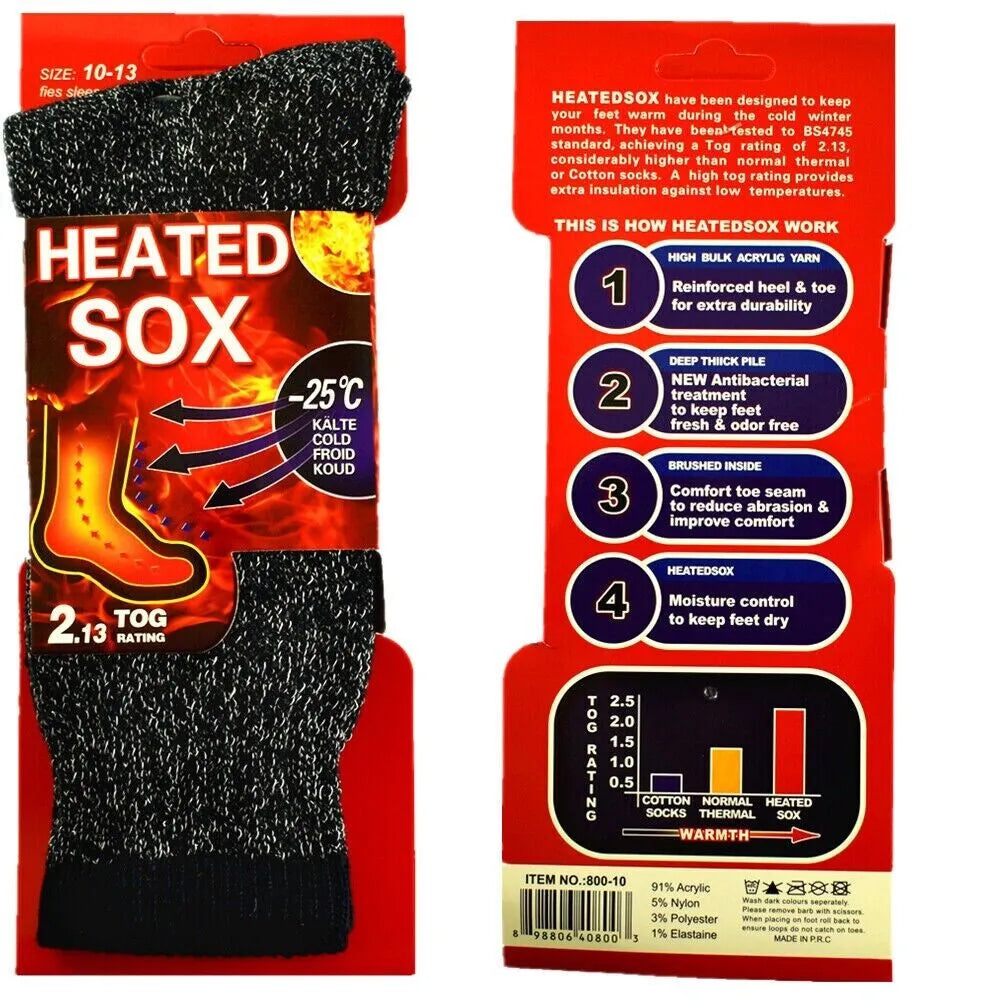 SIZE: 10-13
fies sleep
HEATED
SOX
-25°C
KÄLTE
COLD
FROID
KOUD
2.13 TOG
RATING
HEATEDSOX have been designed to keep
your feet warm during the cold winter
months. They have been tested to BS4745
standard, achieving a Tog rating of 2.13,
considerably higher than normal thermal
or Cotton socks. A high tog rating provides
extra insulation against low temperatures.
THIS IS HOW HEATEDSOX WORK
1
HIGH BULK ACRYLIG YARN
Reinforced heel & toe
for extra durability
2
DEEP THIICK PILE
NEW Antibacterial
treatment
to keep feet
fresh & odor free
3
BRUSHED INSIDE
Comfort toe seam
to reduce abrasion &
improve comfort
4
HEATEDSOX
Moisture control
to keep feet dry
TOG RATING
2.5
2.0
1.5
1.0
0.5
COTTON SOCKS
NORMAL THERMAL
HEATED SOX
WARMTH
ITEM NO.:800-10
8 98806 40800 3
91% Acrylic
5% Nylon
3% Polyester
1% Elastaine
Wash dark colours seperately.
Please remove barb with scissors.
When placing on foot roll back to
ensure loops do not catch on toes.
MADE IN P.R.C